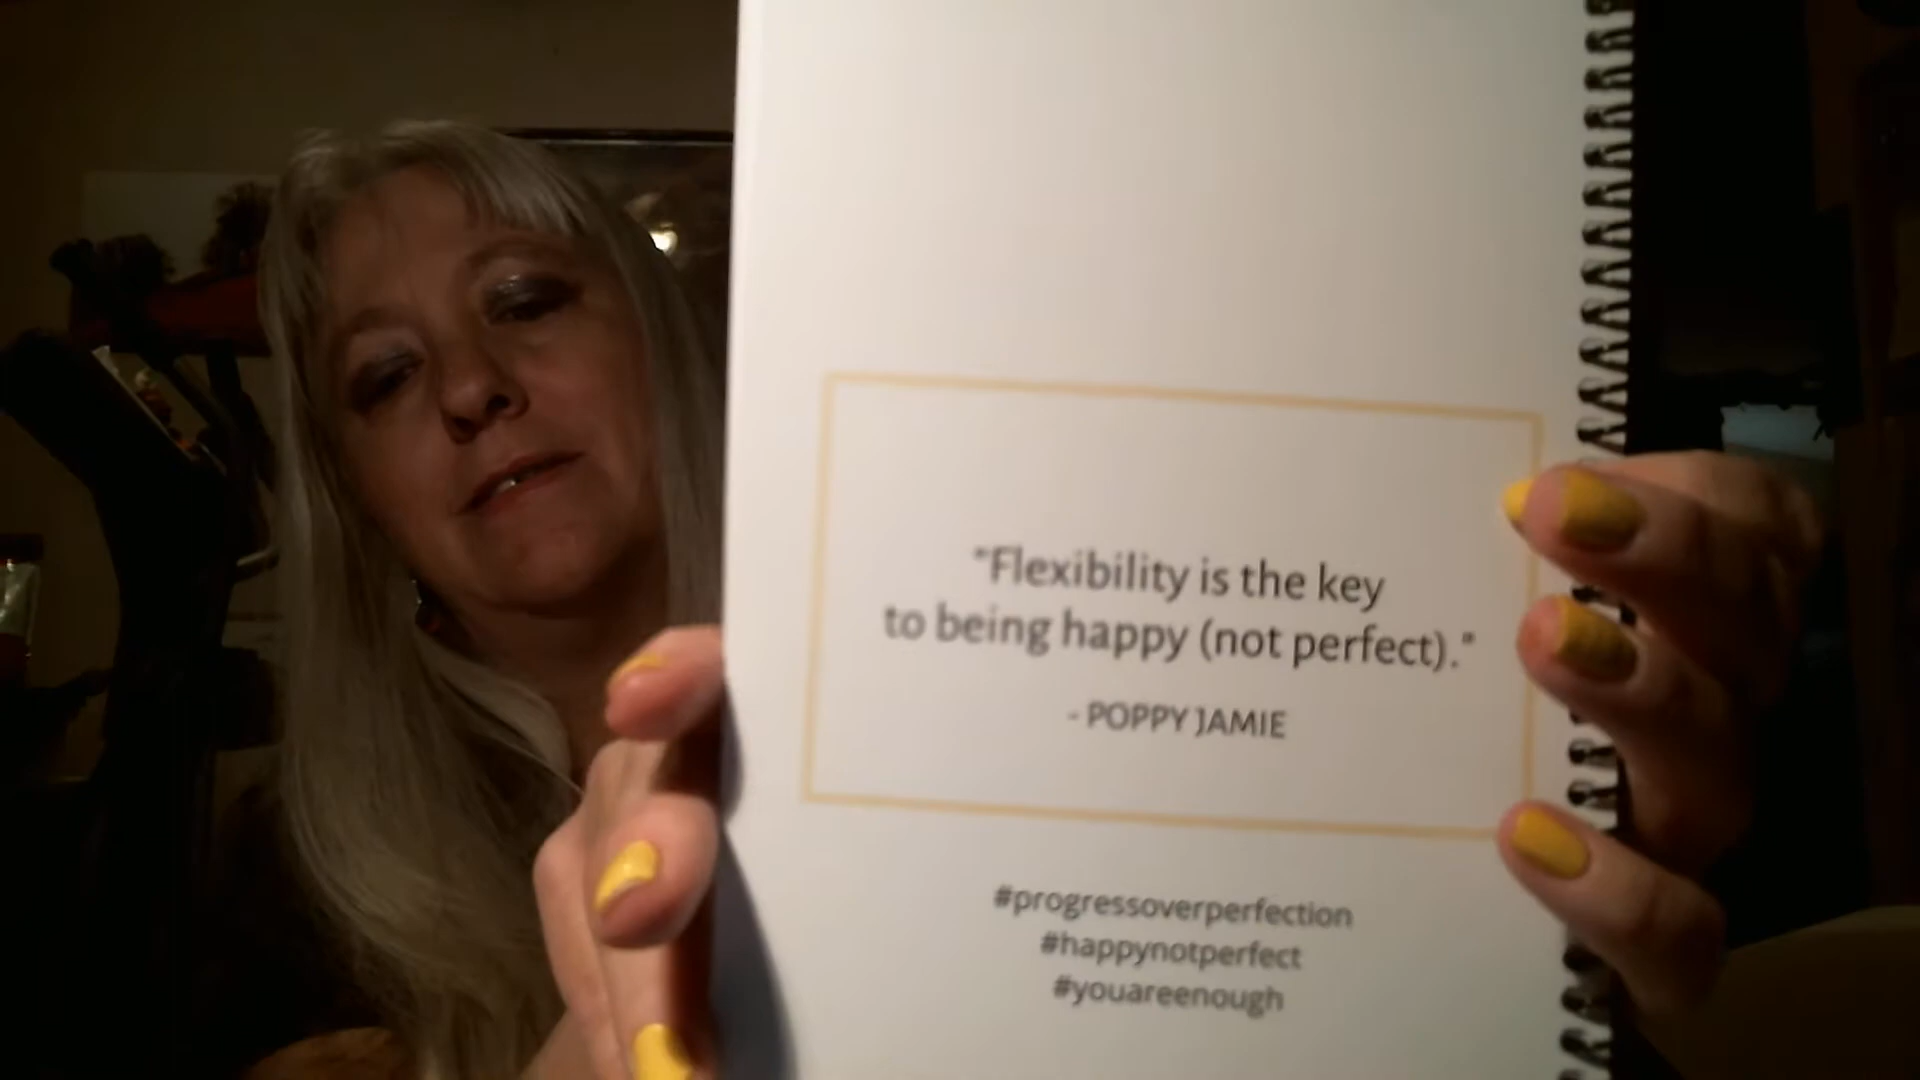 "Flexibility is the key
to being happy (not perfect)."
- POPPY JAMIE
#progressoverperfection
#happynotperfect
#youareenough